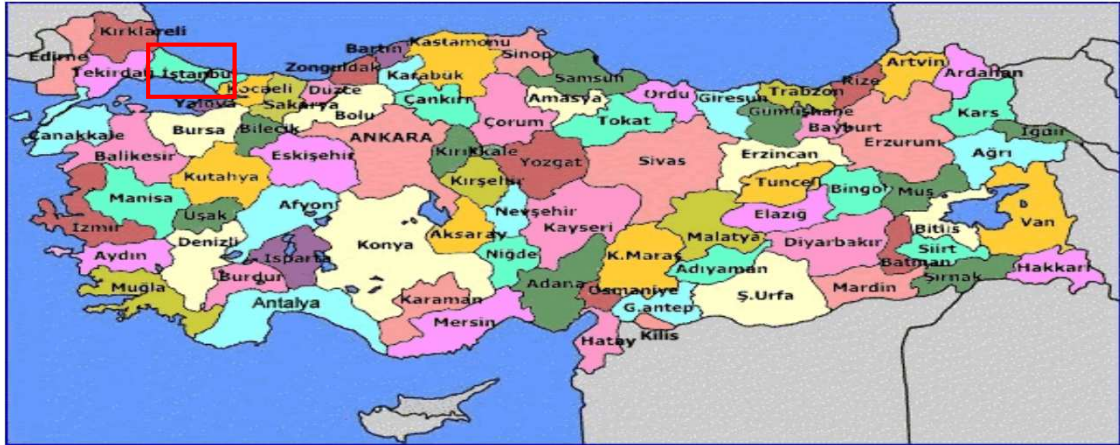 Kırklareli
Edirne
Tekirdağ
İstanbul
Kocaeli
Yalova
Sakarya
Düzce
Zonguldak
Bartın
Karabük
Kastamonu
Sinop
Samsun
Ordu
Giresun
Trabzon
Rize
Artvin
Ardahan
Kars
Iğdır
Ağrı
Erzurum
Bayburt
Gümüşhane
Tokat
Amasya
Çorum
Çankırı
Bolu
Bilecik
Bursa
Çanakkale
Balikesir
Kutahya
Eskişehir
ANKARA
Kırıkkale
Yozgat
Sivas
Erzincan
Tuncel
Bingol
Muş
Van
Bitlis
Siirt
Hakkari
Şırnak
Batman
Diyarbakır
Elazığ
Malatya
Kayseri
Nevşehir
Kırşehir
Aksaray
Konya
Afyon
Uşak
Manisa
Izmir
Aydın
Denizli
Muğla
Burdur
Isparta
Antalya
Karaman
Mersin
Niğde
Adana
K.Maraş
Osmaniye
Adıyaman
G.antep
Ş.Urfa
Mardin
Kilis
Hatay